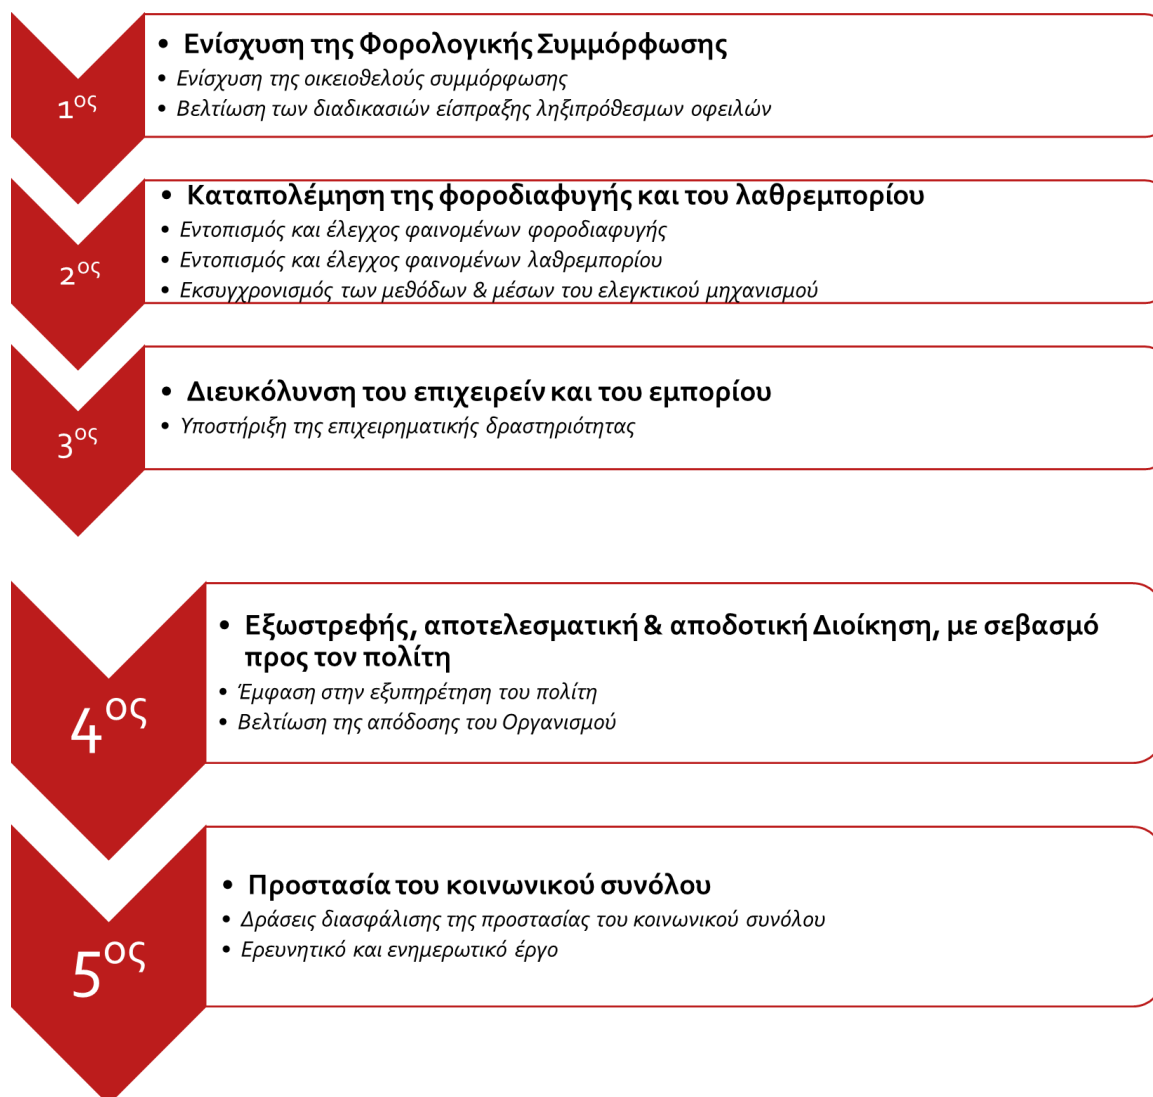 1ος
• Ενίσχυση της Φορολογικής Συμμόρφωσης
• Ενίσχυση της οικειοθελούς συμμόρφωσης
• Βελτίωση των διαδικασιών είσπραξης ληξιπρόθεσμων οφειλών
2ος
• Καταπολέμηση της φοροδιαφυγής και του λαθρεμπορίου
• Εντοπισμός και έλεγχος φαινομένων φοροδιαφυγής
• Εντοπισμός και έλεγχος φαινομένων λαθρεμπορίου
• Εκσυγχρονισμός των μεθόδων & μέσων του ελεγκτικού μηχανισμού
3ος
• Διευκόλυνση του επιχειρείν και του εμπορίου
• Υποστήριξη της επιχειρηματικής δραστηριότητας
4ος
• Εξωστρεφής, αποτελεσματική & αποδοτική Διοίκηση, με σεβασμό
προς τον πολίτη
• Έμφαση στην εξυπηρέτηση του πολίτη
• Βελτίωση της απόδοσης του Οργανισμού
5ος
• Προστασία του κοινωνικού συνόλου
• Δράσεις διασφάλισης της προστασίας του κοινωνικού συνόλου
• Ερευνητικό και ενημερωτικό έργο